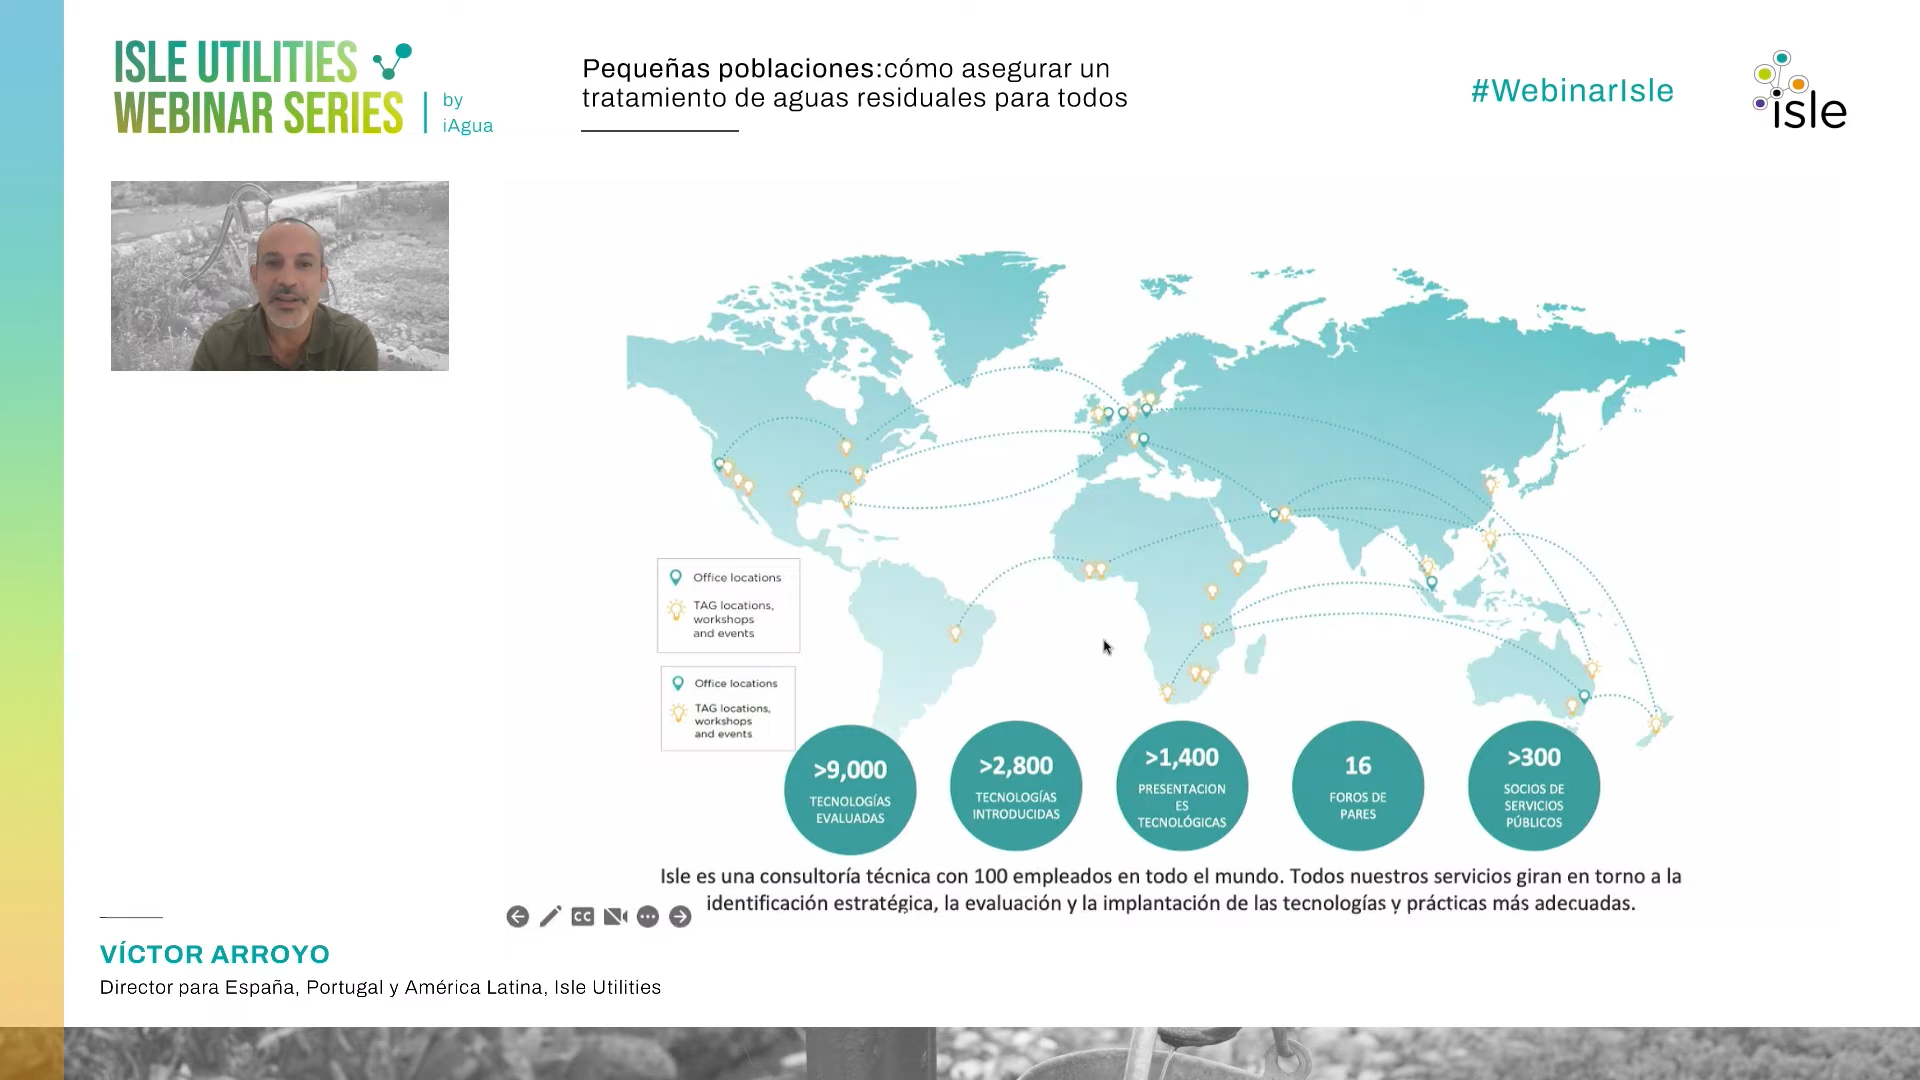 ISLE UTILITIES
WEBINAR SERIES
by
iAgua
Pequeñas poblaciones:cómo asegurar un
tratamiento de aguas residuales para todos
#WebinarIsle
isle
Office locations
TAG locations,
workshops
and events
Office locations
TAG locations,
workshops
and events
>9,000
TECNOLOGÍAS
EVALUADAS
>2,800
TECNOLOGÍAS
INTRODUCIDAS
>1,400
PRESENTACION
ES
TECNOLÓGICAS
16
FOROS DE
PARES
>300
SOCIOS DE
SERVICIOS
PÚBLICOS
Isle es una consultoría técnica con 100 empleados en todo el mundo. Todos nuestros servicios giran en torno a la
identificación estratégica, la evaluación y la implantación de las tecnologías y prácticas más adecuadas.
CC
VÍCTOR ARROYO
Director para España, Portugal y América Latina, Isle Utilities